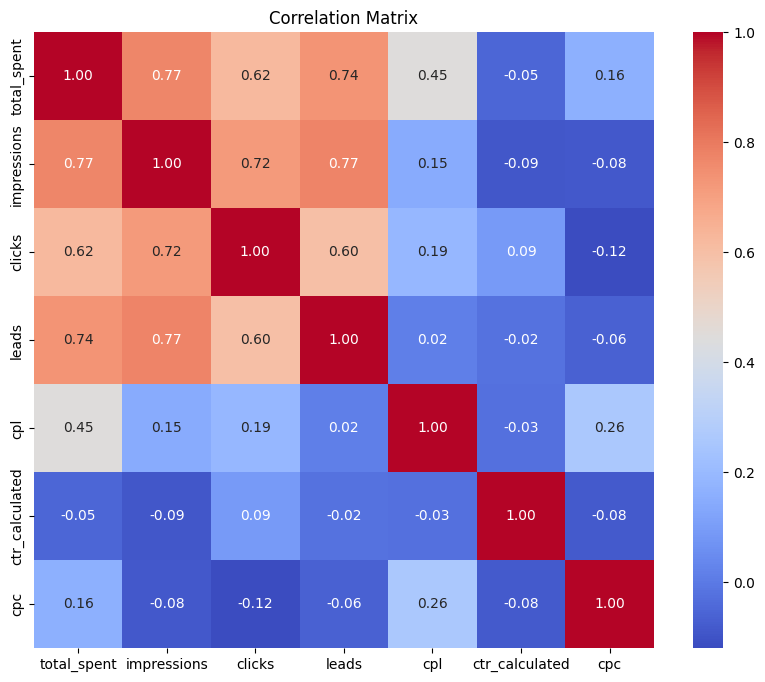 Correlation Matrix
total_spent 1.00 0.77 0.62 0.74 0.45 -0.05 0.16
impressions 0.77 1.00 0.72 0.77 0.15 -0.09 -0.08
clicks 0.62 0.72 1.00 0.60 0.19 0.09 -0.12
leads 0.74 0.77 0.60 1.00 0.02 -0.02 -0.06
cpl 0.45 0.15 0.19 0.02 1.00 -0.03 0.26
ctr_calculated -0.05 -0.09 0.09 -0.02 -0.03 1.00 -0.08
cpc 0.16 -0.08 -0.12 -0.06 0.26 -0.08 1.00
total_spent impressions clicks leads cpl ctr_calculated cpc
1.0
0.8
0.6
0.4
0.2
0.0